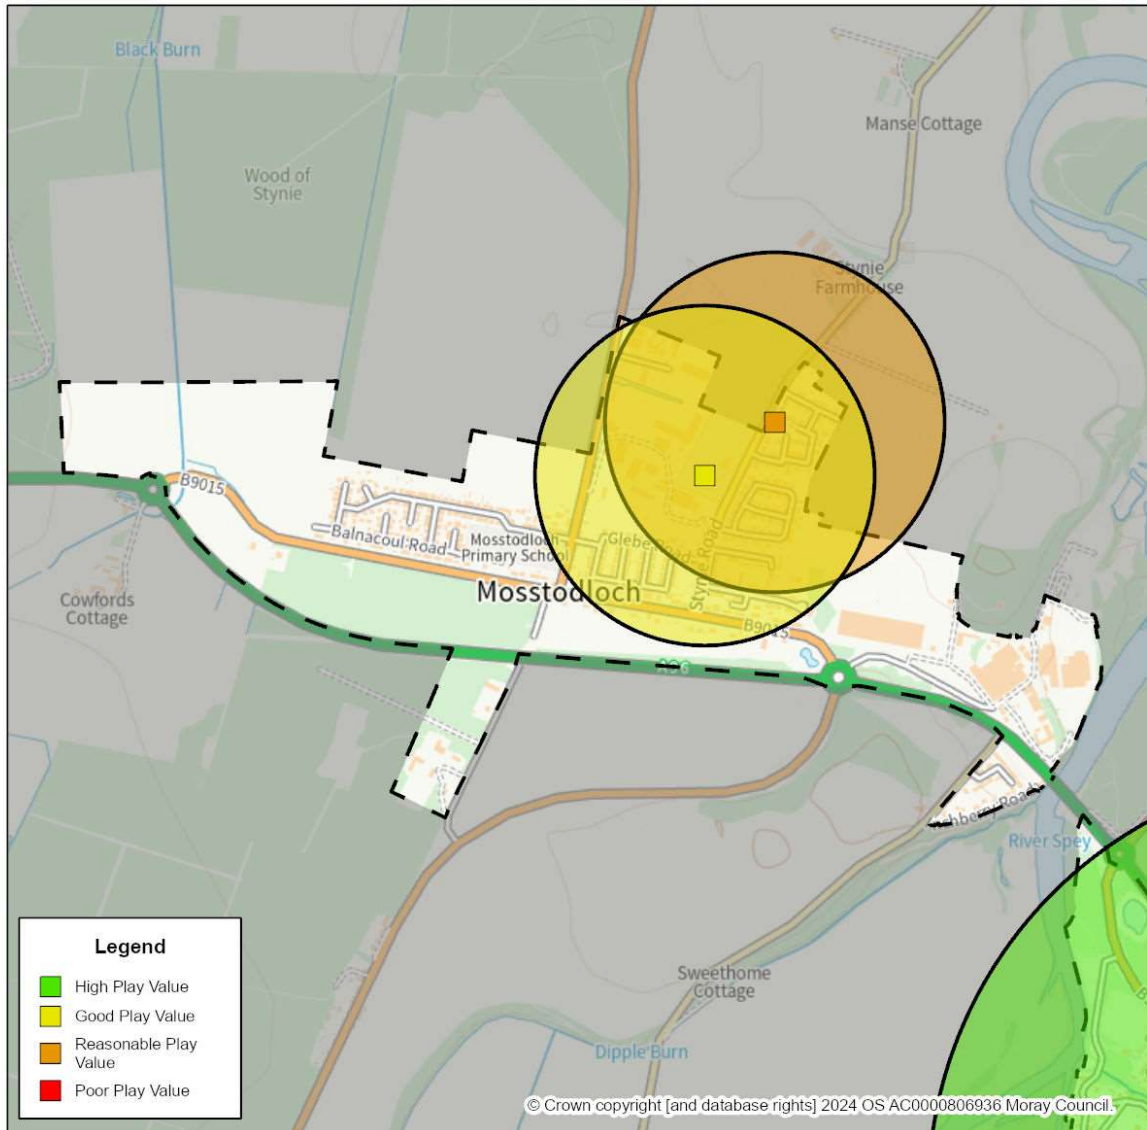 Black Burn
Manse Cottage
Wood of
Stynie
Stynie
Farmhouse
B9015
Balnacoul Road
Mosstodloch
Primary School
Glebe Road
Stynie Road
Mosstodloch
B9015
Cowfords
Cottage
A96
River Spey
Sweethome
Cottage
Dipple Burn
Legend
High Play Value
Good Play Value
Reasonable Play
Value
Poor Play Value
© Crown copyright [and database rights] 2024 OS AC0000806936 Moray Council.